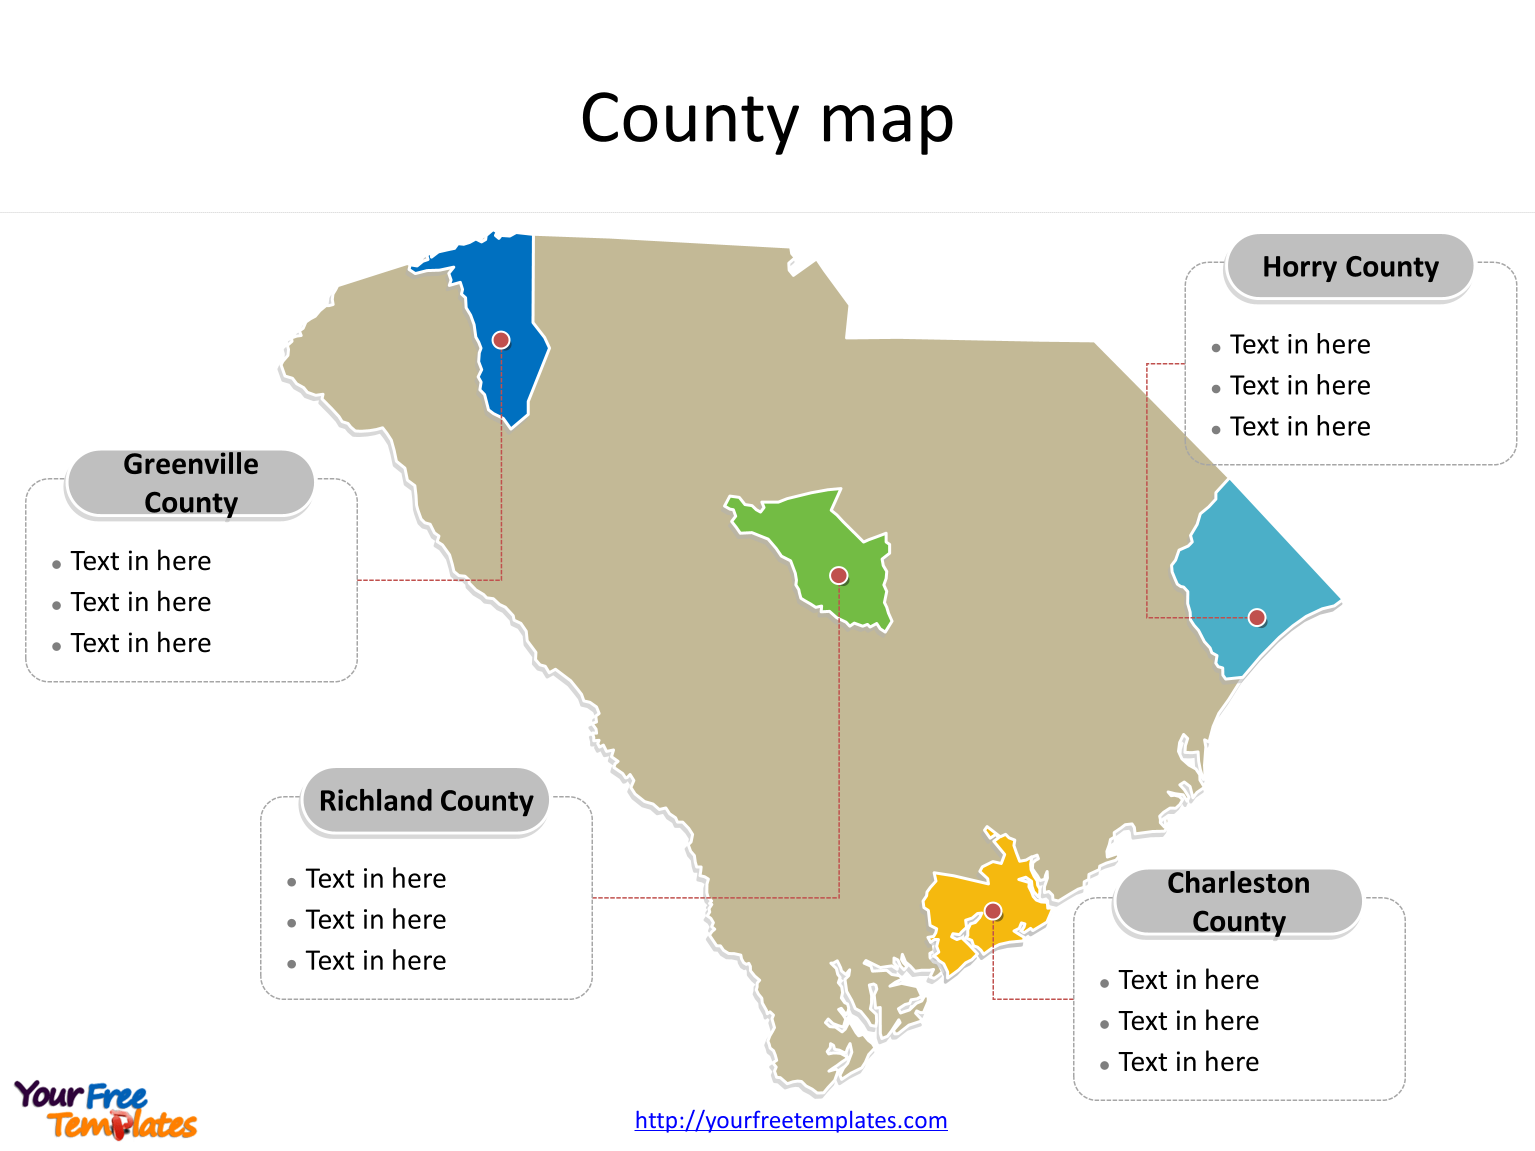 County map
Horry County
• Text in here
• Text in here
• Text in here
Greenville
County
• Text in here
• Text in here
• Text in here
Richland County
• Text in here
• Text in here
• Text in here
Charleston
County
• Text in here
• Text in here
• Text in here
Your Free
Templates
http://yourfreetemplates.com